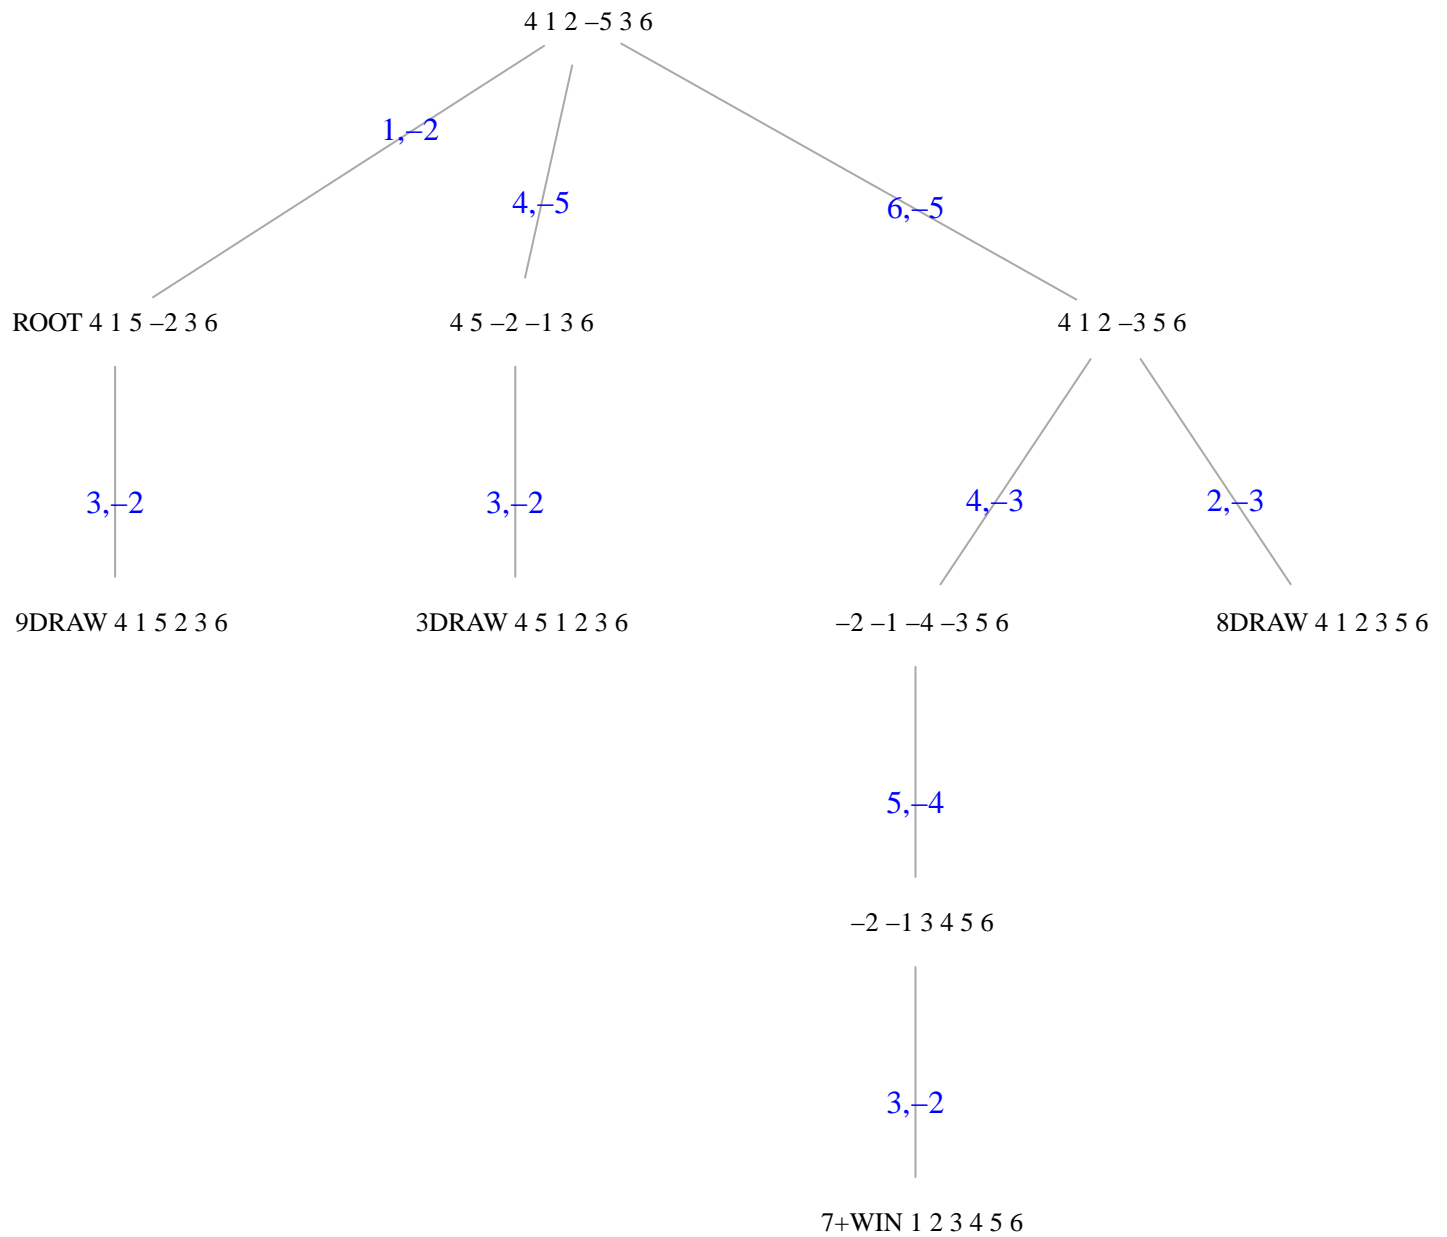 4 1 2 –5 3 6
1,–2
4,–5
6,–5
ROOT 4 1 5 –2 3 6
4 5 –2 –1 3 6
4 1 2 –3 5 6
3,–2
3,–2
4,–3
2,–3
9DRAW 4 1 5 2 3 6
3DRAW 4 5 1 2 3 6
–2 –1 –4 –3 5 6
8DRAW 4 1 2 3 5 6
5,–4
–2 –1 3 4 5 6
3,–2
7+WIN 1 2 3 4 5 6